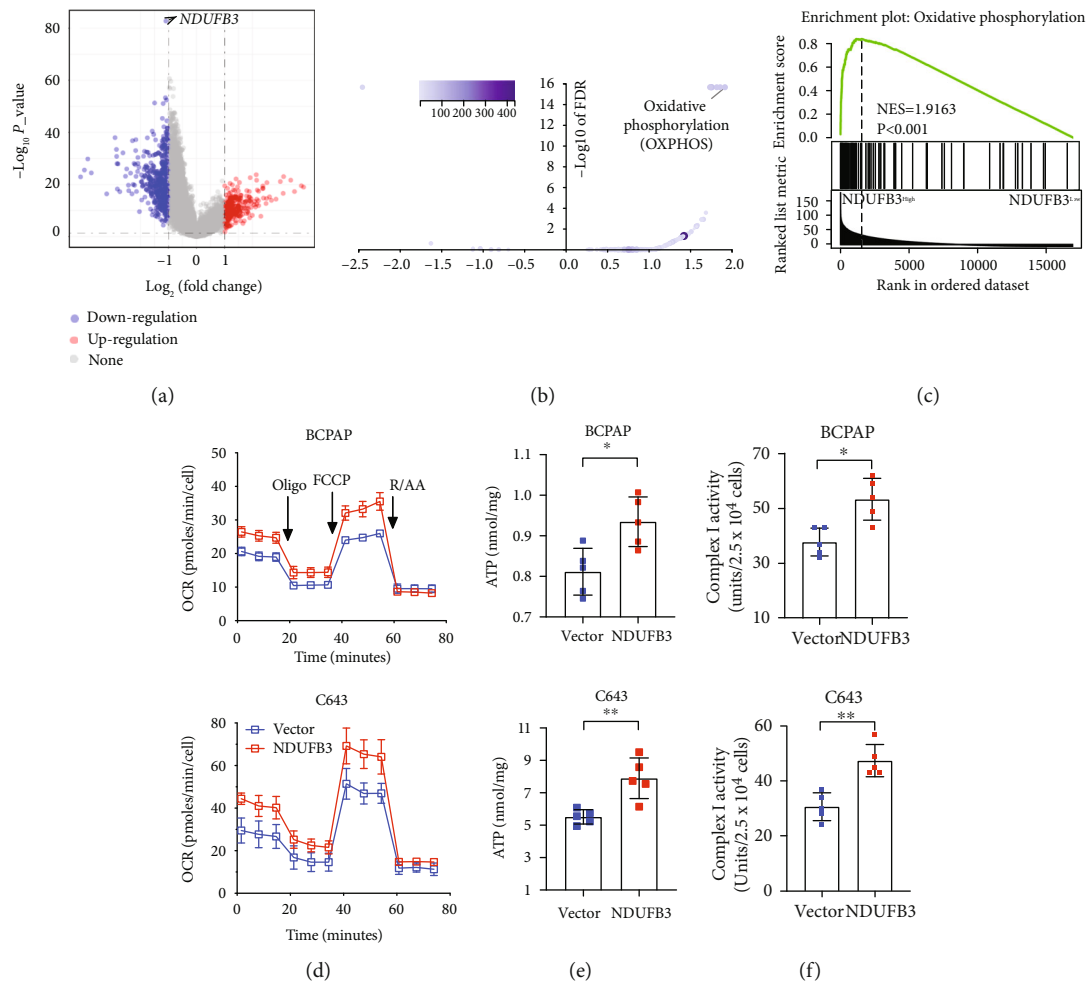 NDUFB3
80
60
40
20
0
−Log10 P_value
−1
0
1
Log2 (fold change)
Down-regulation
Up-regulation
None
(a)
100 200 300 400
16
15
14
13
12
11
10
9
8
6
4
2
−Log10 of FDR
Oxidative
phosphorylation
(OXPHOS)
−2.5 −2.0 −1.5 −1.0 −0.5 0.0 0.5 1.0 1.5 2.0
(b)
Enrichment plot: Oxidative phosphorylation
0.8
0.6
0.4
0.2
0.0
Enrichment score
NES=1.9163
P<0.001
Ranked list metric
NDUFB3High
NDUFB3Low
150
100
50
0
0 5000 10000 15000
Rank in ordered dataset
(c)
BCPAP
50
40
30
20
10
0
OCR (pmoles/min/cell)
Oligo
FCCP
R/AA
0 20 40 60 80
Time (minutes)
BCPAP
*
1.1
1.0
0.9
0.8
0.7
ATP (nmol/mg)
Vector NDUFB3
BCPAP
*
70
50
30
10
Complex I activity
(units/2.5 x 10⁴ cells)
Vector NDUFB3
C643
Vector
NDUFB3
80
60
40
20
0
OCR (pmoles/min/cell)
0 20 40 60 80
Time (minutes)
(d)
C643
**
11
9
7
5
3
1
ATP (nmol/mg)
Vector NDUFB3
(e)
C643
**
60
40
20
0
Complex I activity
(Units/2.5 x 10⁴ cells)
Vector NDUFB3
(f)